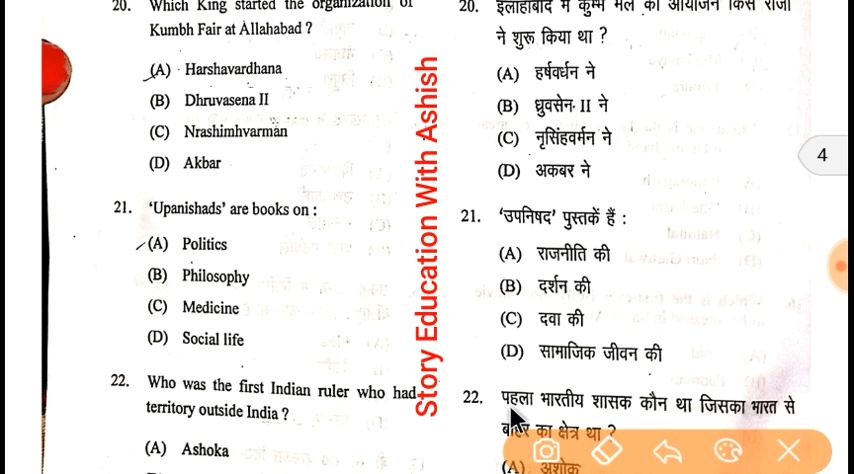 20. Which King started the organization of
Kumbh Fair at Allahabad ?
(A) Harshavardhana
(B) Dhruvasena II
(C) Nrashimhvarman
(D) Akbar
21. 'Upanishads' are books on :
(A) Politics
(B) Philosophy
(C) Medicine
(D) Social life
22. Who was the first Indian ruler who had
territory outside India ?
(A) Ashoka
Story Education With Ashish
20. इलाहाबाद में कुम्भ मेले का आयोजन किस राजा
ने शुरू किया था ?
(A) हर्षवर्धन ने
(B) ध्रुवसेन II ने
(C) नृसिंहवर्मन ने
(D) अकबर ने
21. 'उपनिषद' पुस्तकें हैं :
(A) राजनीति की
(B) दर्शन की
(C) दवा की
(D) सामाजिक जीवन की
22. पहला भारतीय शासक कौन था जिसका भारत से
बाहर का क्षेत्र था ?
(A) अशोक
4